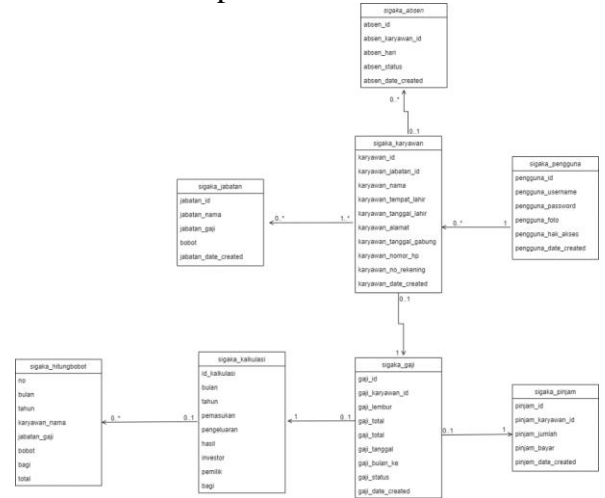 sigaka_absen
absen_id
absen_karyawan_id
absen_hari
absen_status
absen_date_created
0..*
0..1
sigaka_karyawan
karyawan_id
karyawan_jabatan_id
karyawan_nama
karyawan_tempat_lahir
karyawan_tanggal_lahir
karyawan_alamat
karyawan_tanggal_gabung
karyawan_nomor_hp
karyawan_no_rekening
karyawan_date_created
sigaka_jabatan
jabatan_id
jabatan_nama
jabatan_gaji
bobot
jabatan_date_created
0..*
1..*
sigaka_pengguna
pengguna_id
pengguna_username
pengguna_password
pengguna_foto
pengguna_hak_akses
pengguna_date_created
0..*
1
0..1
1
sigaka_hitungbobot
no
bulan
tahun
karyawan_nama
jabatan_gaji
bobot
bagi
total
0..*
0..1
sigaka_kalkulasi
id_kalkulasi
bulan
tahun
pemasukan
pengeluaran
hasil
investor
pemilik
bagi
1
0..1
sigaka_gaji
gaji_id
gaji_karyawan_id
gaji_lembur
gaji_total
gaji_total
gaji_tanggal
gaji_bulan_ke
gaji_status
gaji_date_created
0..1
1
sigaka_pinjam
pinjam_id
pinjam_karyawan_id
pinjam_jumlah
pinjam_bayar
pinjem_date_created